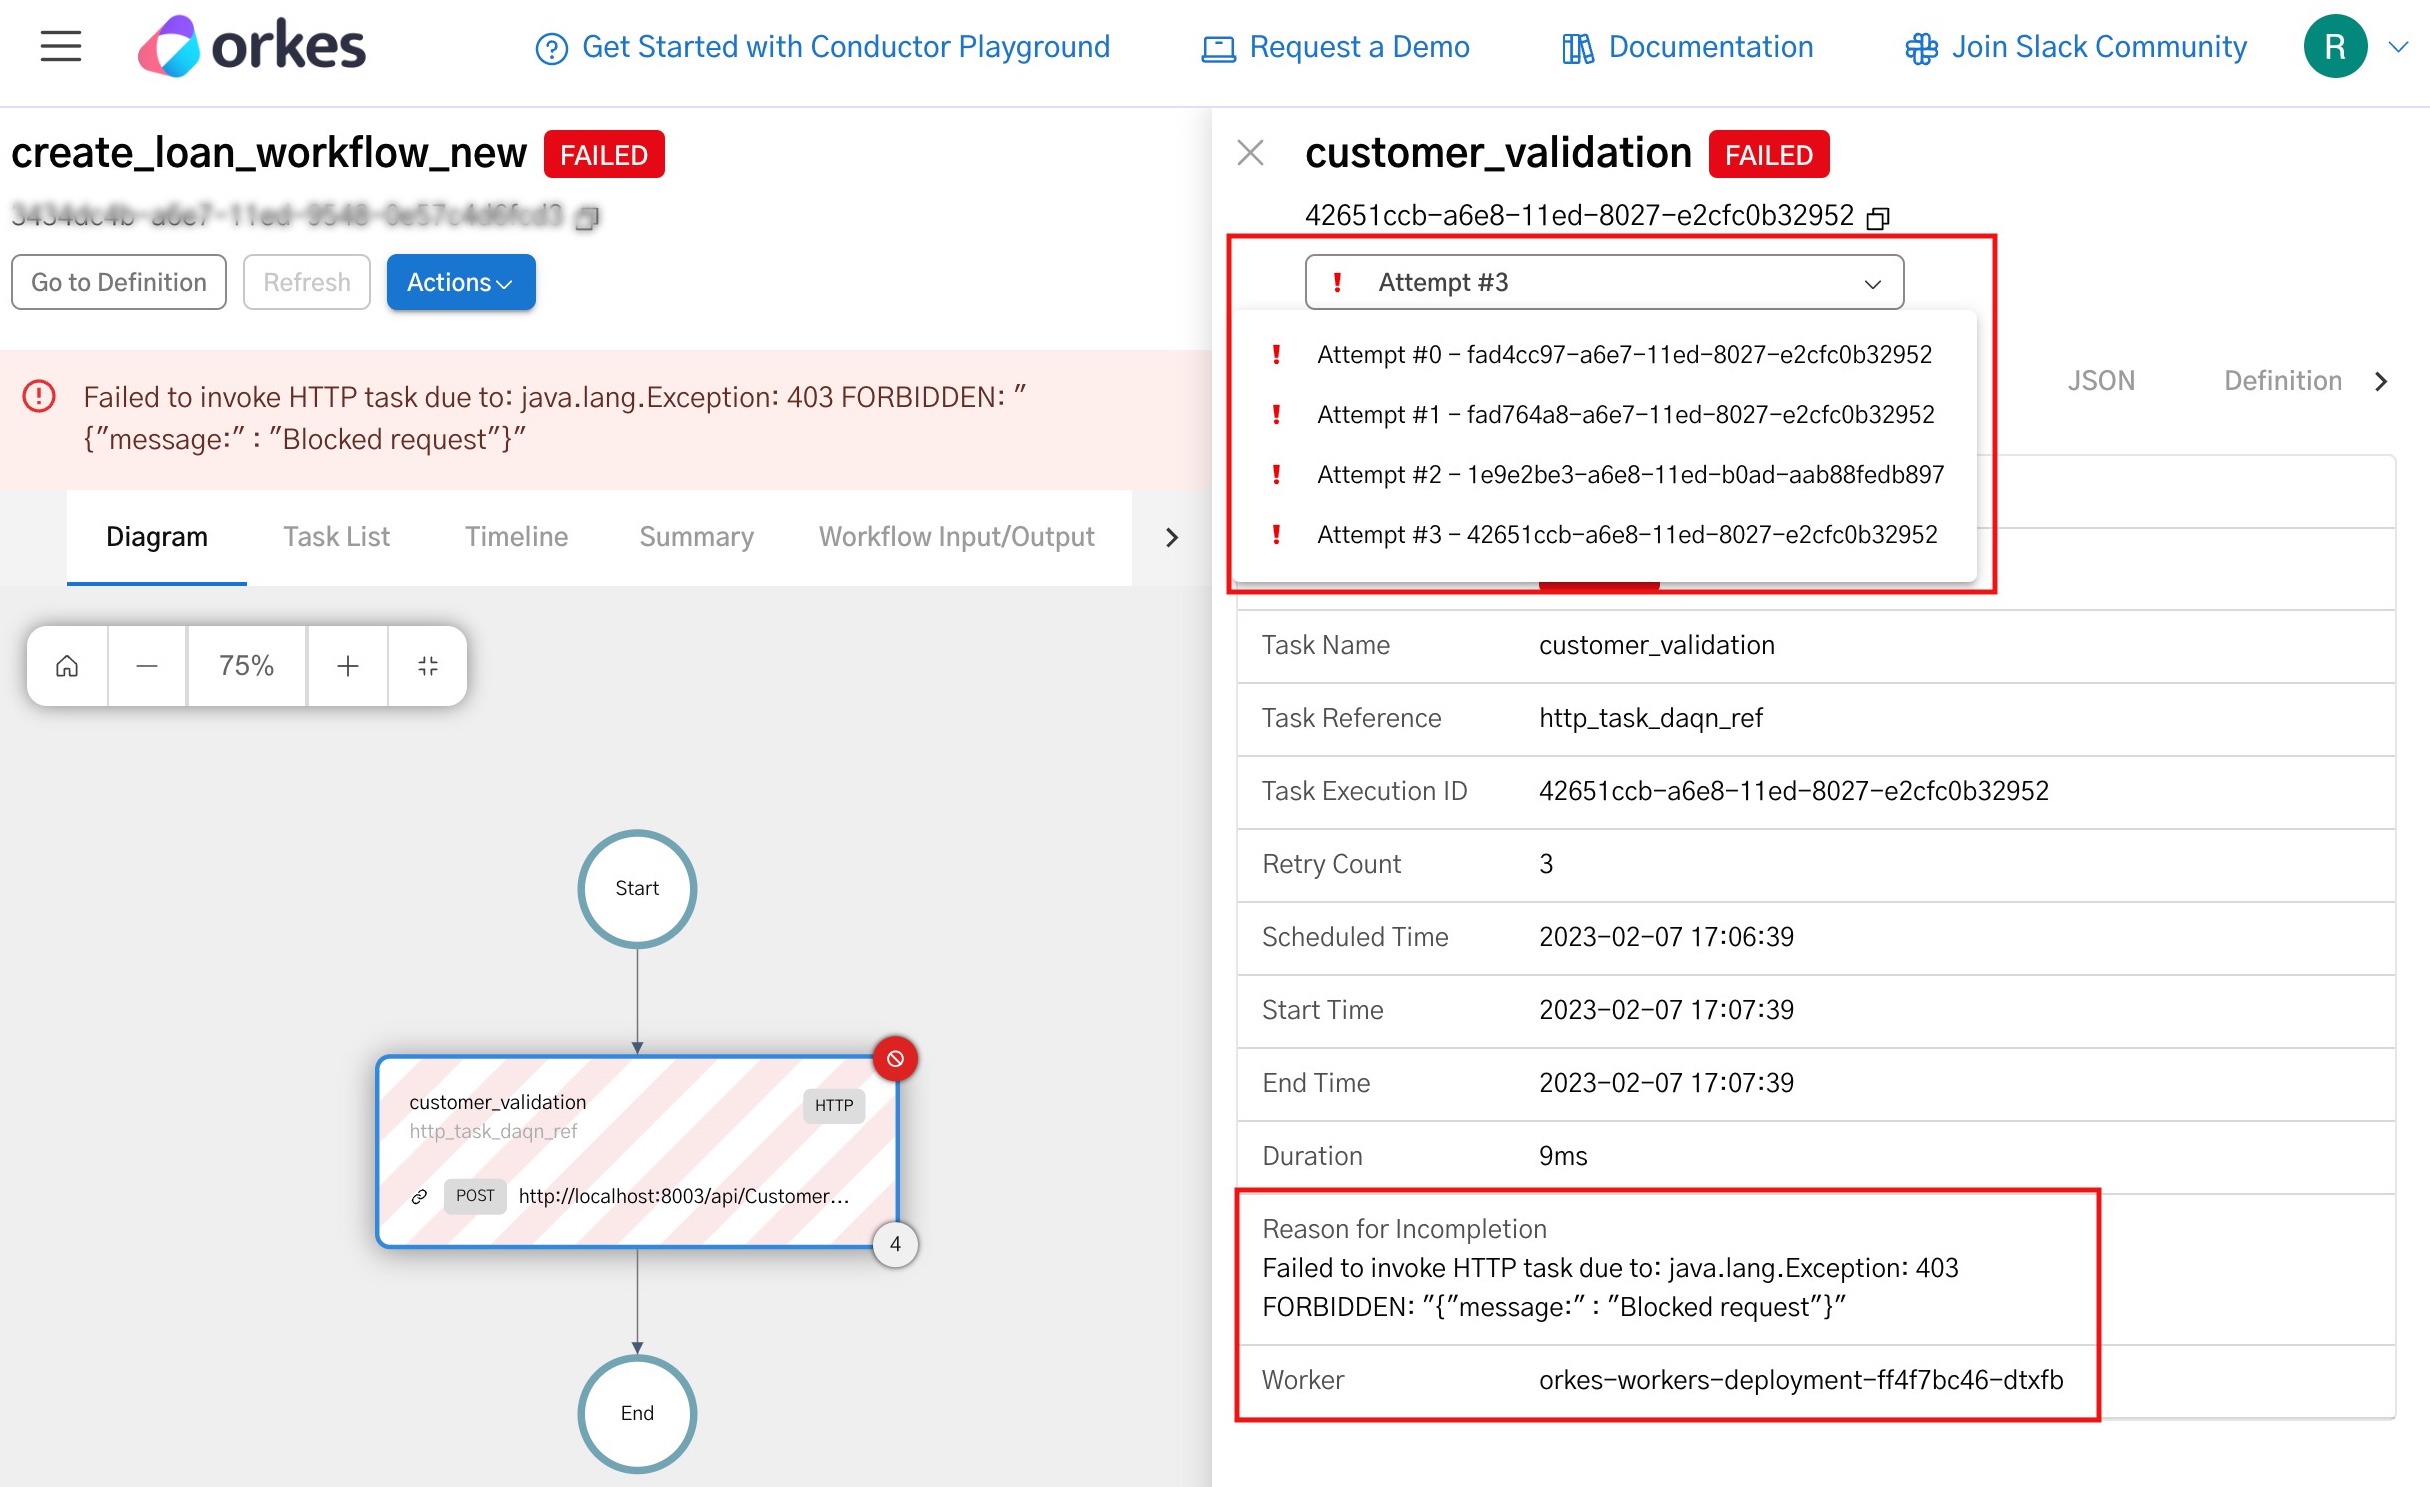 orkes
Get Started with Conductor Playground
Request a Demo
Documentation
Join Slack Community
R
create_loan_workflow_new FAILED
Go to Definition
Refresh
Actions
Failed to invoke HTTP task due to: java.lang.Exception: 403 FORBIDDEN: "
{"message:" : "Blocked request"}"
Diagram
Task List
Timeline
Summary
Workflow Input/Output
75%
Start
customer_validation
HTTP
http_task_daqn_ref
POST http://localhost:8003/api/Customer...
4
End
customer_validation FAILED
42651ccb-a6e8-11ed-8027-e2cfc0b32952
Attempt #3
Attempt #0 - fad4cc97-a6e7-11ed-8027-e2cfc0b32952
Attempt #1 - fad764a8-a6e7-11ed-8027-e2cfc0b32952
Attempt #2 - 1e9e2be3-a6e8-11ed-b0ad-aab88fedb897
Attempt #3 - 42651ccb-a6e8-11ed-8027-e2cfc0b32952
JSON
Definition
Task Name customer_validation
Task Reference http_task_daqn_ref
Task Execution ID 42651ccb-a6e8-11ed-8027-e2cfc0b32952
Retry Count 3
Scheduled Time 2023-02-07 17:06:39
Start Time 2023-02-07 17:07:39
End Time 2023-02-07 17:07:39
Duration 9ms
Reason for Incompletion
Failed to invoke HTTP task due to: java.lang.Exception: 403
FORBIDDEN: "{"message:" : "Blocked request"}"
Worker orkes-workers-deployment-ff4f7bc46-dtxfb